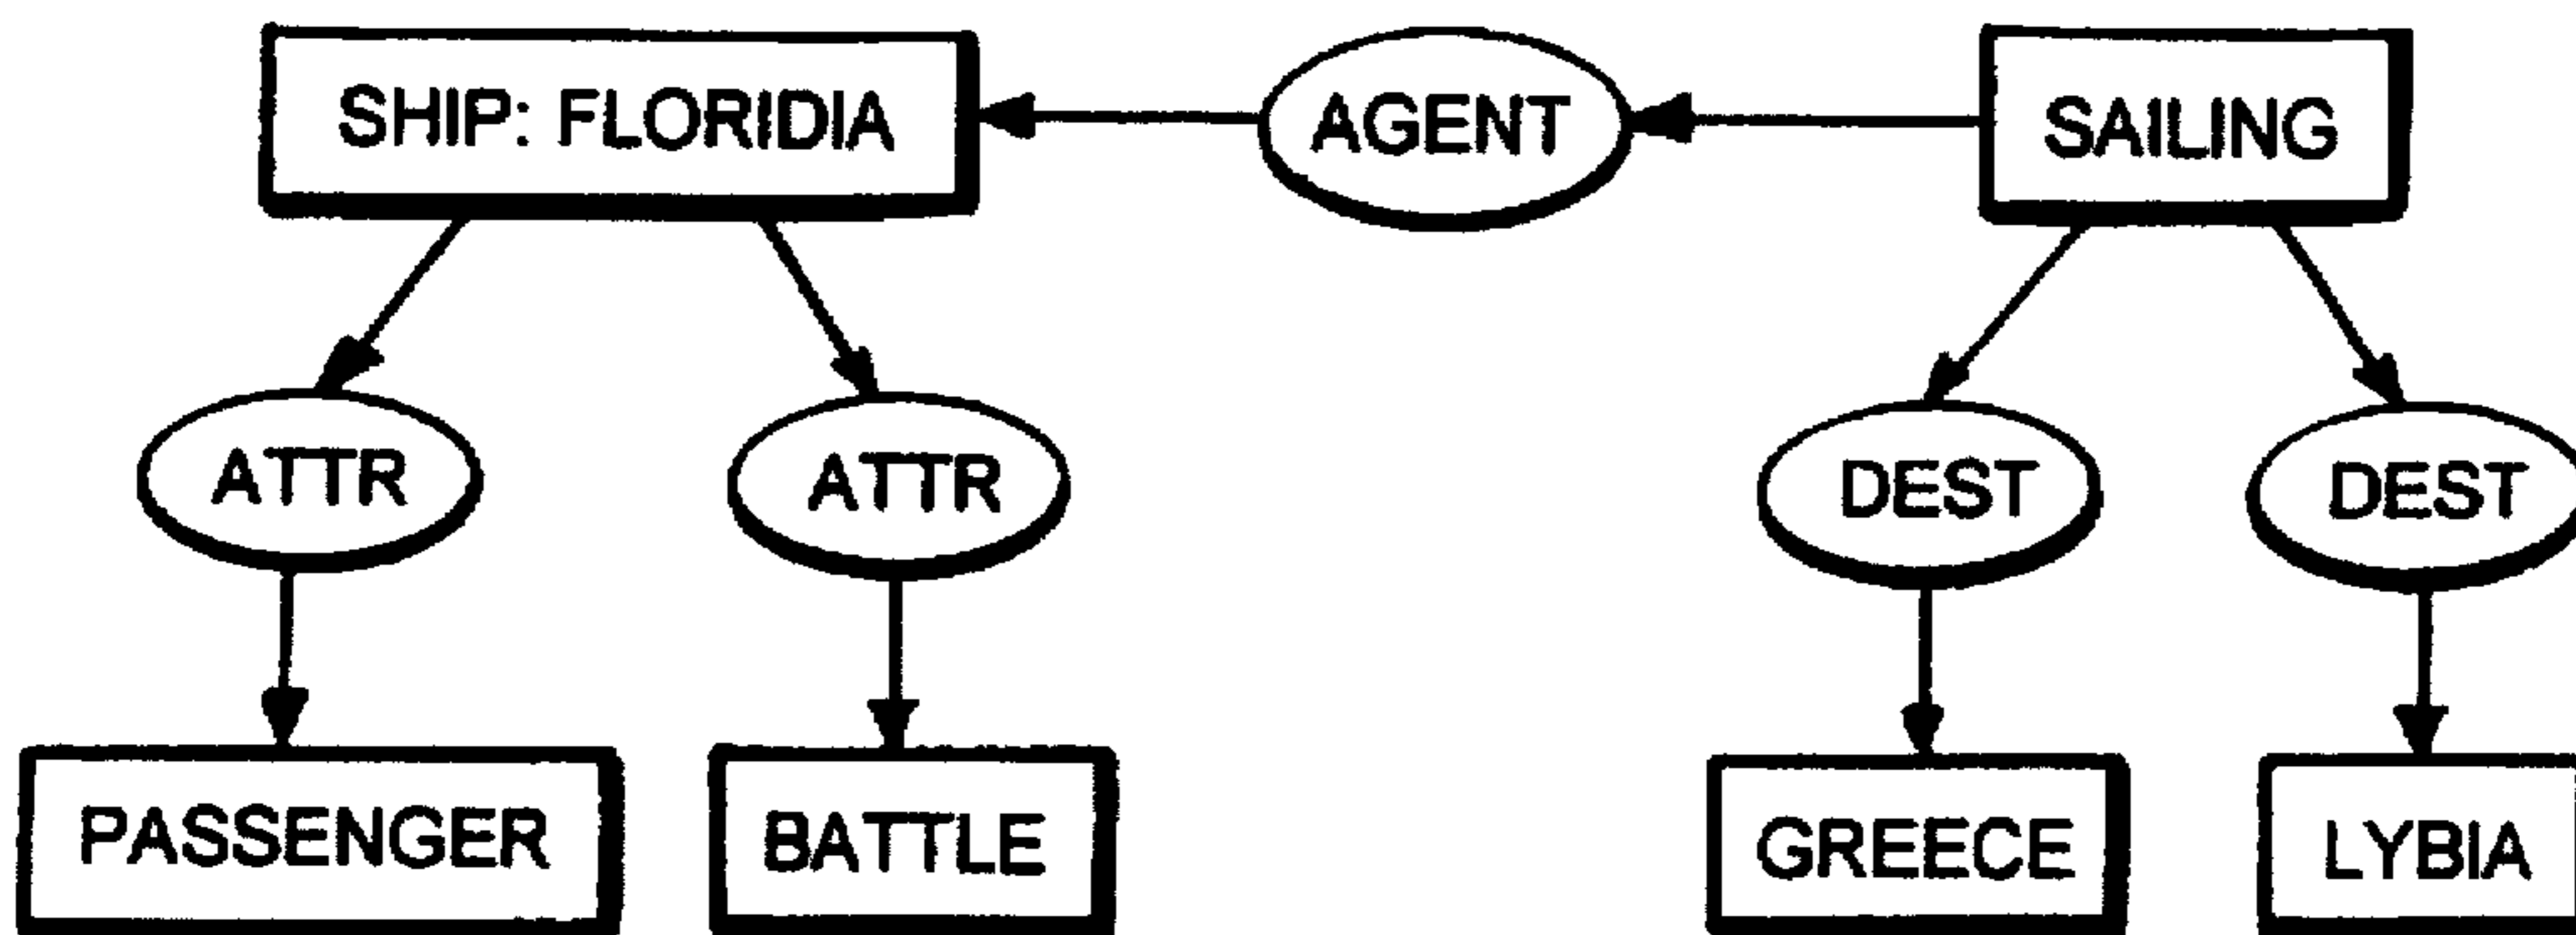 SHIP: FLORIDIA
AGENT
SAILING
ATTR
ATTR
DEST
DEST
PASSENGER
BATTLE
GREECE
LYBIA